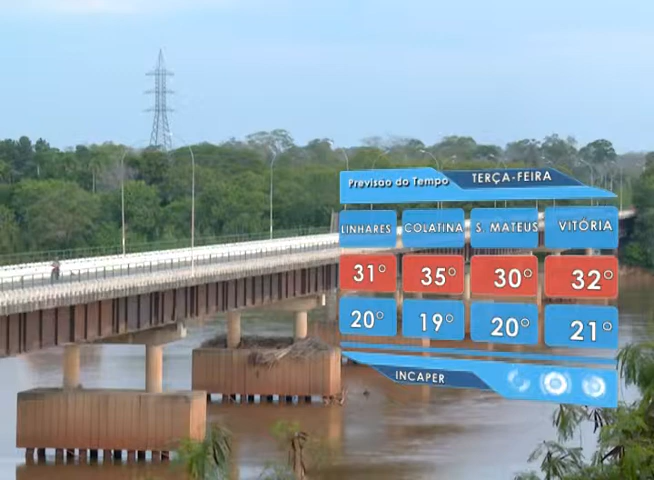 Previsão do Tempo TERÇA-FEIRA
LINHARES COLATINA S. MATEUS VITÓRIA
31° 35° 30° 32°
20° 19° 20° 21°
INCAPER